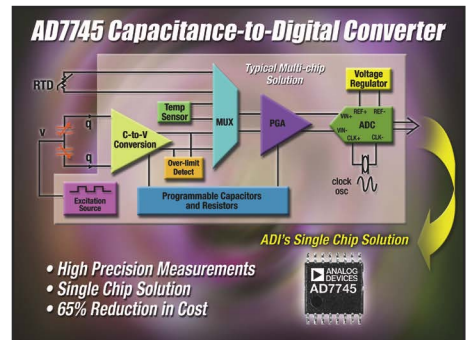 AD7745 Capacitance-to-Digital Converter
Typical Multi-chip
Solution
Voltage
Regulator
RTD
Temp
Sensor
MUX
PGA
VIN+
REF+
REF-
ADC
VIN-
CLK+
CLK-
V
q
q
C-to-V
Conversion
Over-limit
Detect
clock
osc
Excitation
Source
Programmable Capacitors
and Resistors
ADI's Single Chip Solution
• High Precision Measurements
• Single Chip Solution
• 65% Reduction in Cost
ANALOG
DEVICES
AD7745